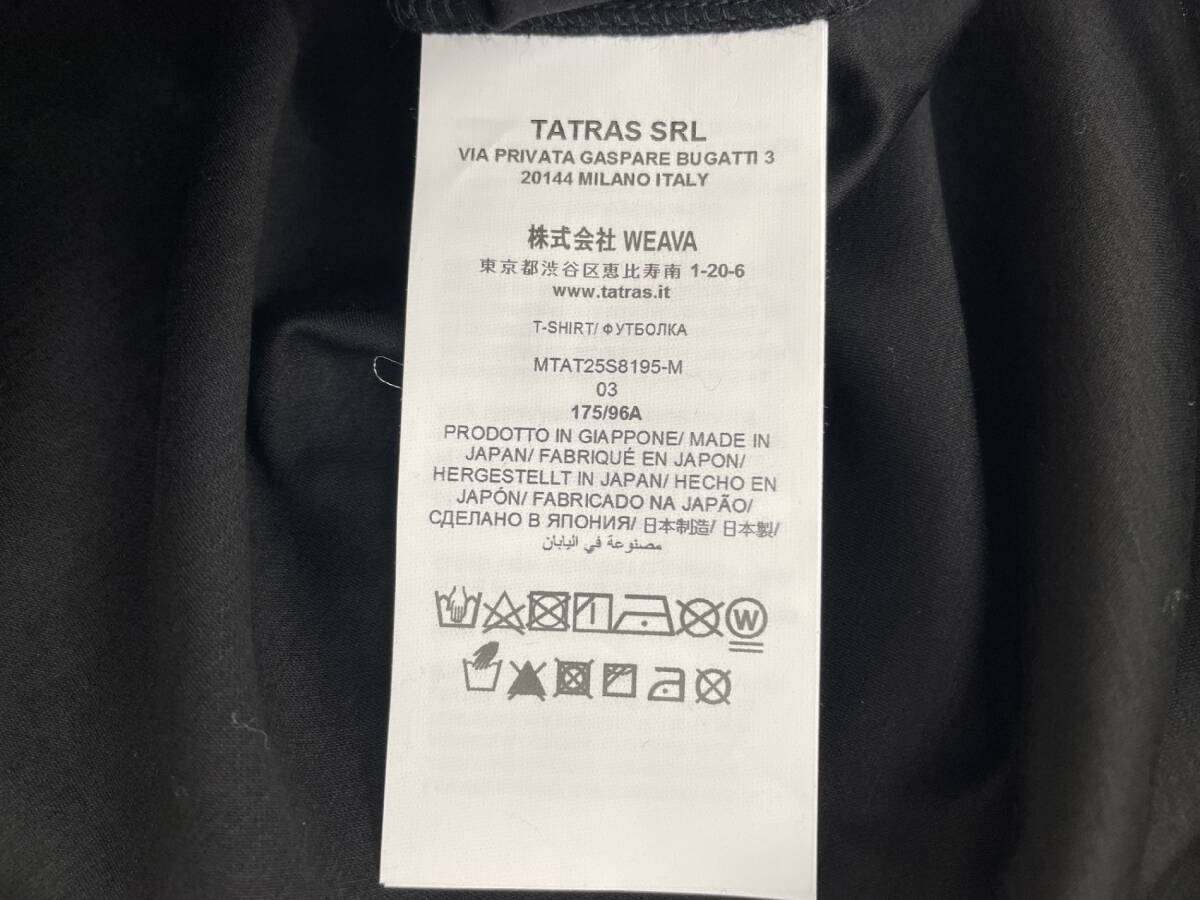 TATRAS SRL
VIA PRIVATA GASPARE BUGATTI 3
20144 MILANO ITALY
株式会社 WEAVA
東京都渋谷区恵比寿南 1-20-6
www.tatras.it
T-SHIRT/ ФУТБОЛКА
MTAT25S8195-M
03
175/96A
PRODOTTO IN GIAPPONE/ MADE IN
JAPAN/ FABRIQUÉ EN JAPON/
HERGESTELLT IN JAPAN/ HECHO EN
JAPÓN/ FABRICADO NA JAPÃO/
СДЕЛАНО В ЯПОНИЯ/ 日本制造/ 日本製/
مصنوعة في اليابان
W